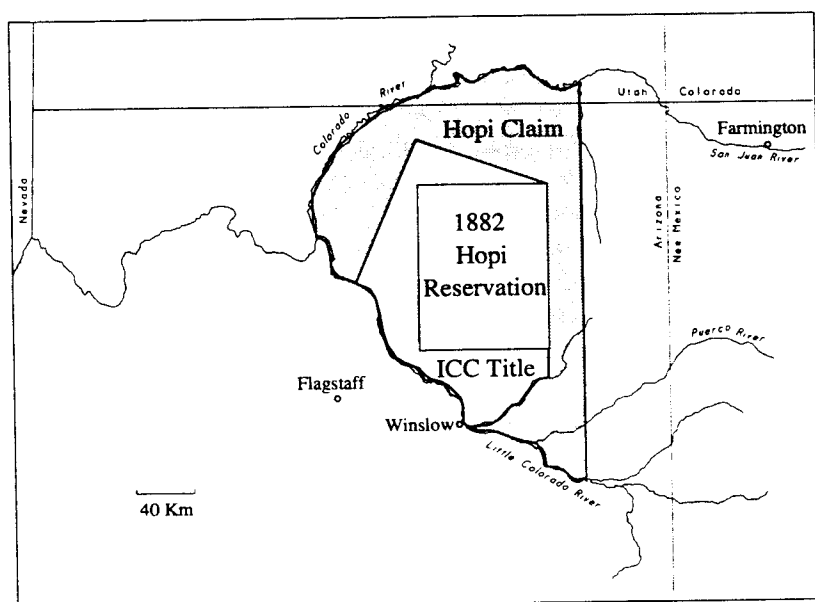 Colorado River
Utah Colorado
Hopi Claim
Farmington
San Juan River
Nevada
Arizona
New Mexico
1882
Hopi
Reservation
Puerco River
ICC Title
Flagstaff
Winslow
Little Colorado River
40 Km